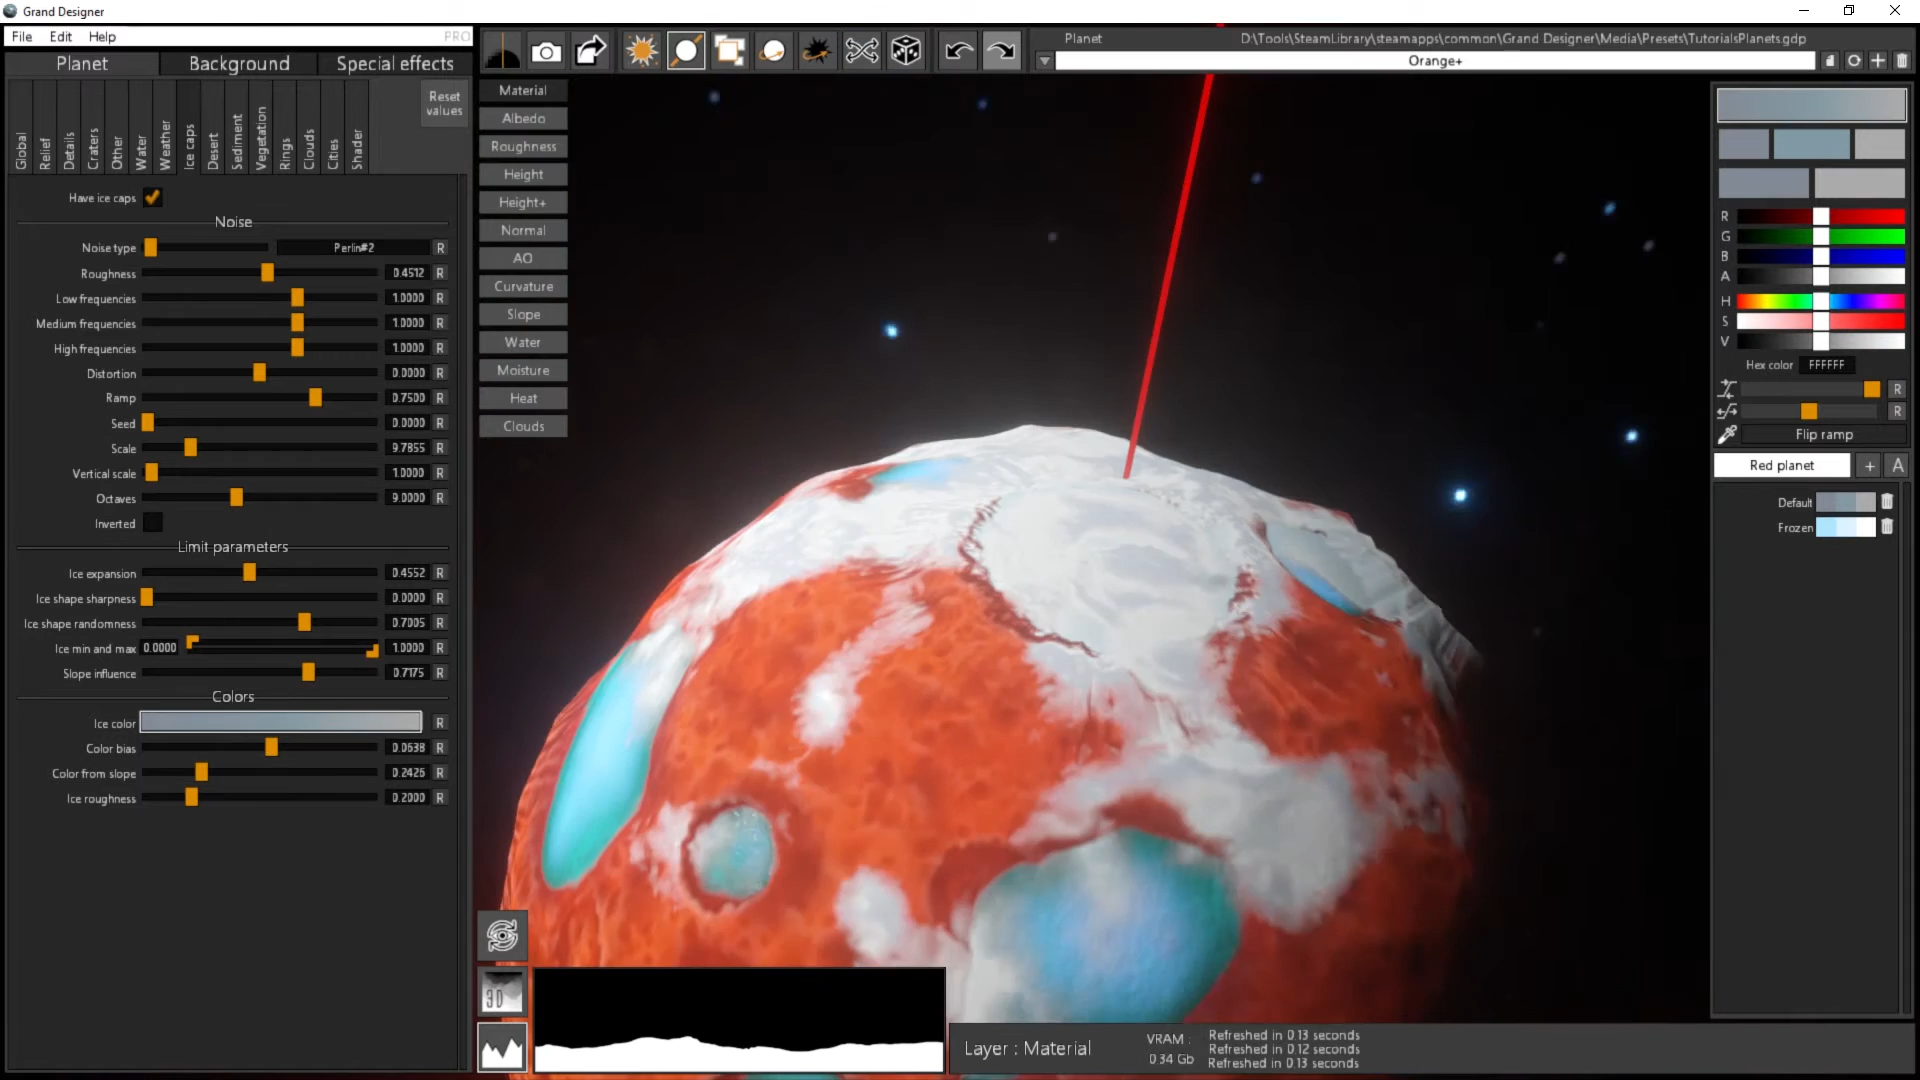 Grand Designer
File Edit Help PRO
Planet Background Special effects
Global Relief Details Craters Other Water Weather Ice caps Desert Sediment Vegetation Rings Clouds Cities Shader
Reset
values
Have ice caps
Noise
Noise type Perlin#2 R
Roughness 0.4512 R
Low frequencies 1.0000 R
Medium frequencies 1.0000 R
High frequencies 1.0000 R
Distortion 0.0000 R
Ramp 0.7500 R
Seed 0.0000 R
Scale 9.7855 R
Vertical scale 1.0000 R
Octaves 9.0000 R
Inverted
Limit parameters
Ice expansion 0.4552 R
Ice shape sharpness 0.0000 R
Ice shape randomness 0.7005 R
Ice min and max 0.0000 1.0000 R
Slope influence 0.7175 R
Colors
Ice color R
Color bias 0.0638 R
Color from slope 0.2425 R
Ice roughness 0.2000 R
Material
Albedo
Roughness
Height
Height+
Normal
AO
Curvature
Slope
Water
Moisture
Heat
Clouds
3D
Layer : Material
VRAM :
0.34 Gb
Refreshed in 0.13 seconds
Refreshed in 0.12 seconds
Refreshed in 0.13 seconds
Planet D:\Tools\SteamLibrary\steamapps\common\Grand Designer\Media\Presets\TutorialsPlanets.gdp
Orange+
R
G
B
A
H
S
V
Hex color FFFFFF
R
R
Flip ramp
Red planet + A
Default
Frozen